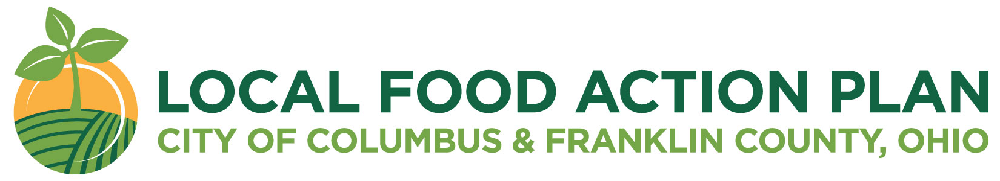 LOCAL FOOD ACTION PLAN
CITY OF COLUMBUS & FRANKLIN COUNTY, OHIO